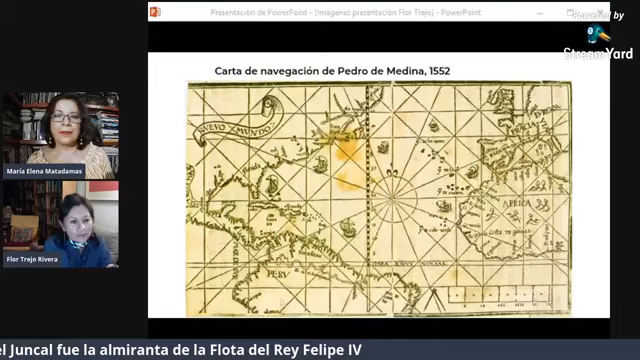 Presentación de PowerPoint - [Imágenes presentación Flor Trejo] - PowerPoint
Powered by
StreamYard
Carta de navegación de Pedro de Medina, 1552
NUEVO MUNDO
AFRICA
PERV
María Elena Matadamas
Flor Trejo Rivera
el Juncal fue la almiranta de la Flota del Rey Felipe IV